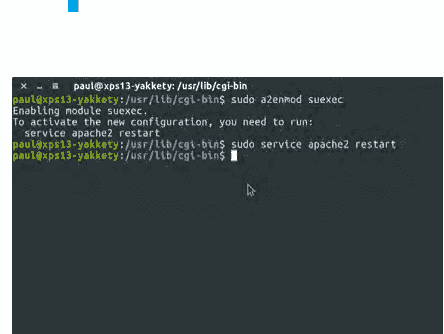 paul@xps13-yakkety: /usr/lib/cgi-bin
paul@xps13-yakkety:/usr/lib/cgi-bin$ sudo a2enmod suexec
Enabling module suexec.
To activate the new configuration, you need to run:
  service apache2 restart
paul@xps13-yakkety:/usr/lib/cgi-bin$ sudo service apache2 restart
paul@xps13-yakkety:/usr/lib/cgi-bin$